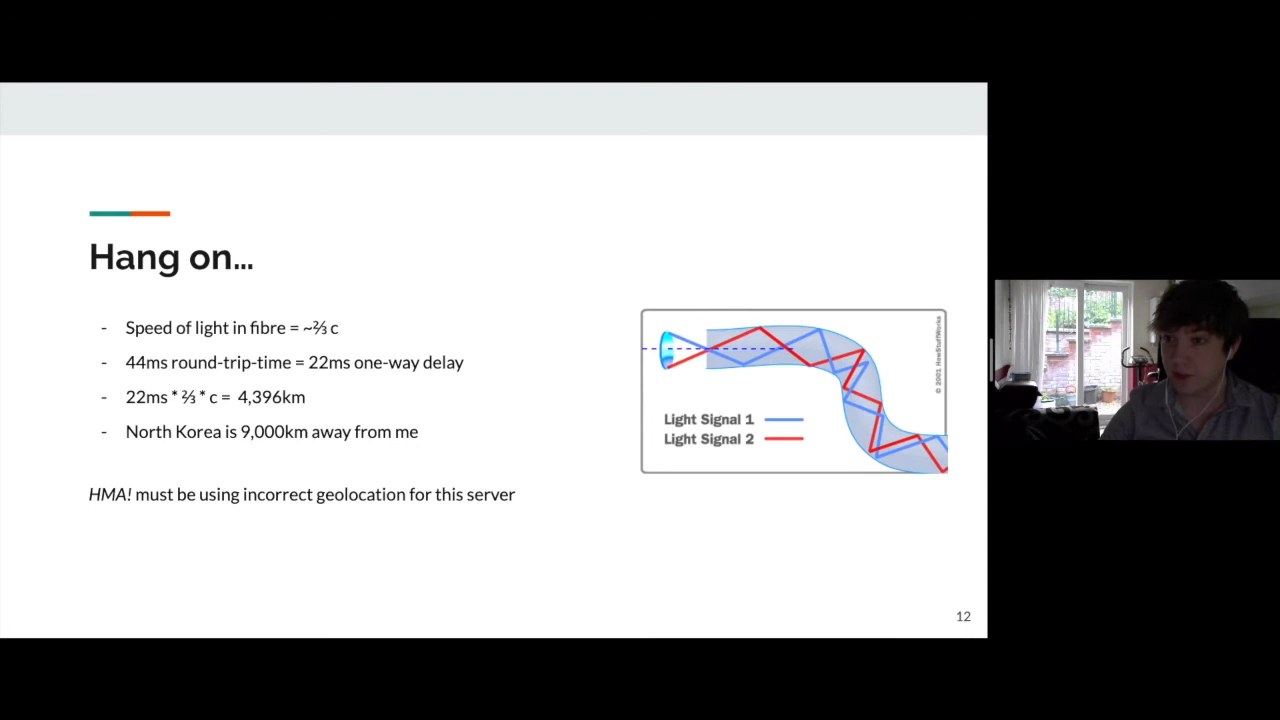 Hang on…
- Speed of light in fibre = ~⅔ c
- 44ms round-trip-time = 22ms one-way delay
- 22ms * ⅔ * c = 4,396km
- North Korea is 9,000km away from me
HMA! must be using incorrect geolocation for this server
© 2001 HowStuffWorks
Light Signal 1
Light Signal 2
12